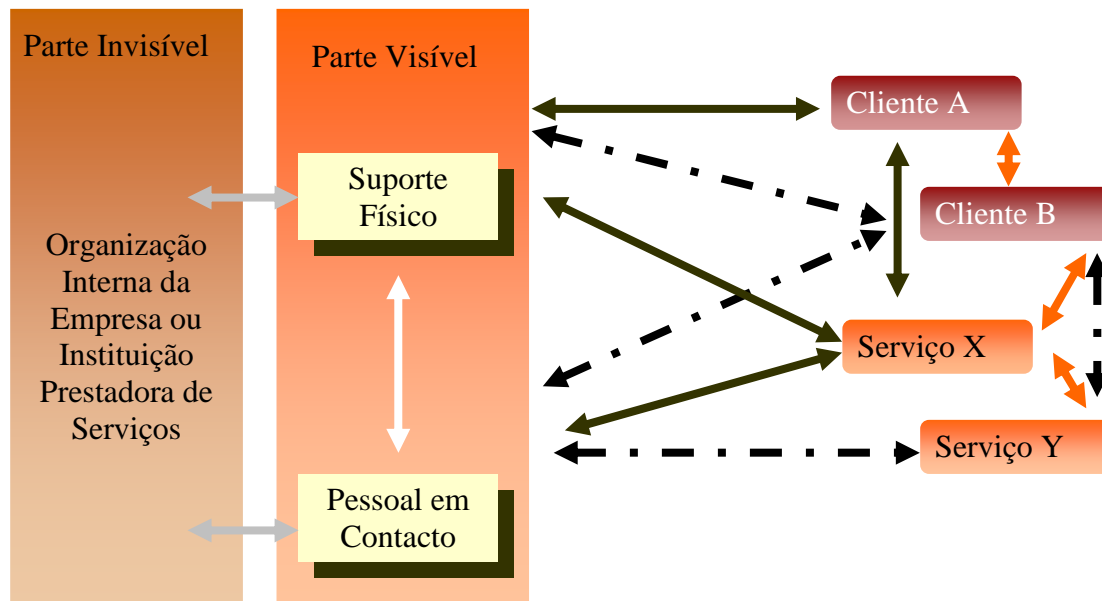 Parte Invisível
Organização
Interna da
Empresa ou
Instituição
Prestadora de
Serviços
Parte Visível
Suporte
Físico
Pessoal em
Contacto
Cliente A
Cliente B
Serviço X
Serviço Y